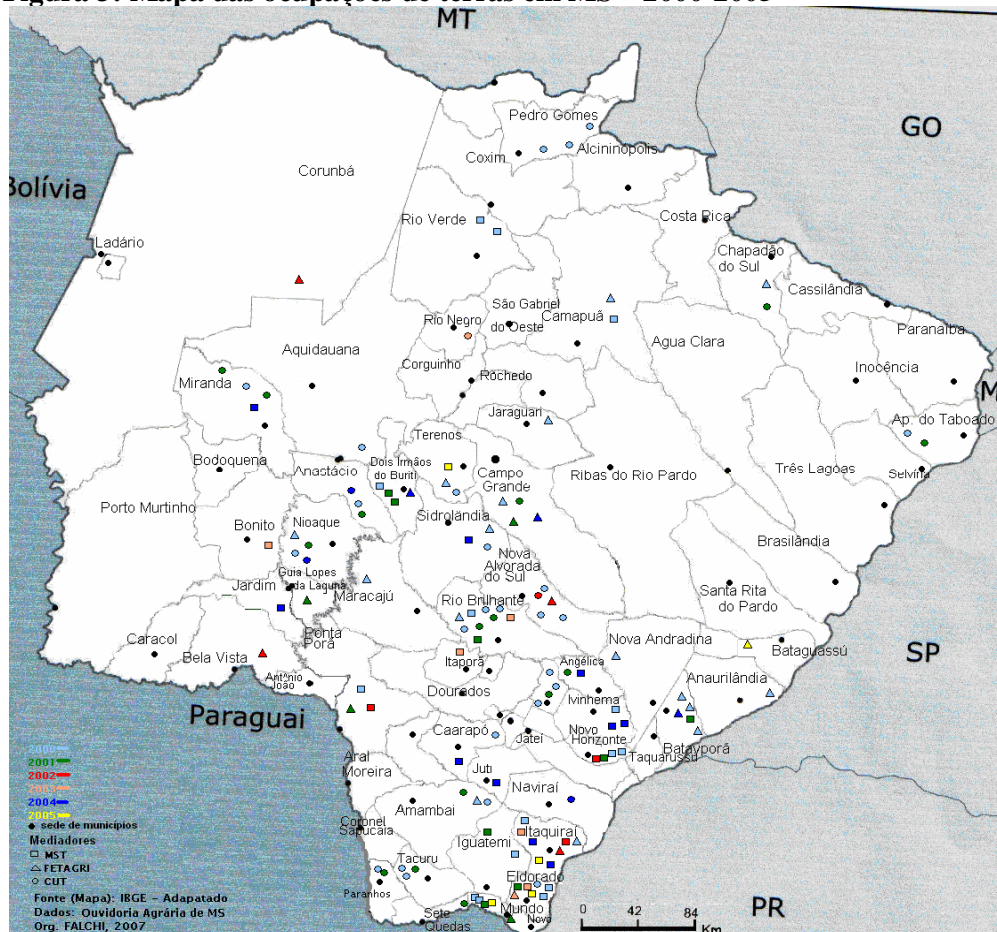 Figura Mapa das ocupações de terras em MS – 2000-2005
MT
GO
Pedro Gomes
Alcininópolis
Coxim
Corunbá
Bolívia
Rio Verde
Costa Rica
Ladário
Chapadão
do Sul
Cassilândia
São Gabriel
do Oeste
Rio Negro
Camapuã
Paranaíba
Agua Clara
Aquidauana
Corguinho
Inocência
Miranda
Rochedo
M
Jaraguari
Ap. do Taboado
Terenos
Bodoquena
Anastácio
Dois Irmãos
do Buriti
Campo
Grande
Ribas do Rio Pardo
Três Lagoas
Selvíria
Porto Murtinho
Sidrolândia
Bonito
Nioaque
Brasilândia
Nova
Alvorada
do Sul
Guia Lopes
da Laguna
Jardim
Maracajú
Santa Rita
do Pardo
Rio Brilhante
Ponta
Porá
Nova Andradina
Caracol
Bela Vista
Itaporã
Angélica
Bataguassú
SP
Antônio
João
Anaurilândia
Dourados
Ivinhema
Paraguai
Caarapó
Jateí
Novo
Horizonte
Batayporã
Taquarussú
Aral
Moreira
Juti
Naviraí
Amambai
Coronel
Sapucaia
Iguatemi
Itaquiraí
Tacuru
Eldorado
Paranhos
Mundo
Novo
Sete
Quedas
PR
2000
2001
2002
2003
2004
2005
sede de municípios
Mediadores
MST
FETAGRI
CUT
Fonte (Mapa): IBGE – Adapatado
Dados: Ouvidoria Agrária de MS
Org. FALCHI, 2007
0 42 84
Km